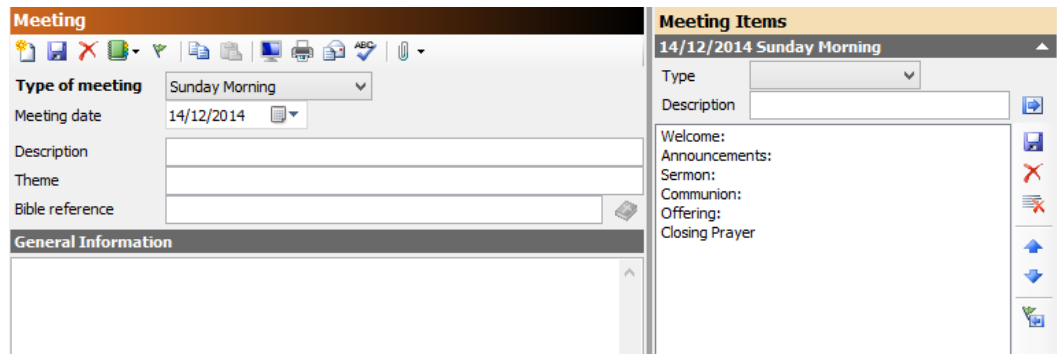 Meeting
ABC
Type of meeting Sunday Morning
Meeting date 14/12/2014
Description
Theme
Bible reference
General Information
Meeting Items
14/12/2014 Sunday Morning
Type
Description
Welcome:
Announcements:
Sermon:
Communion:
Offering:
Closing Prayer